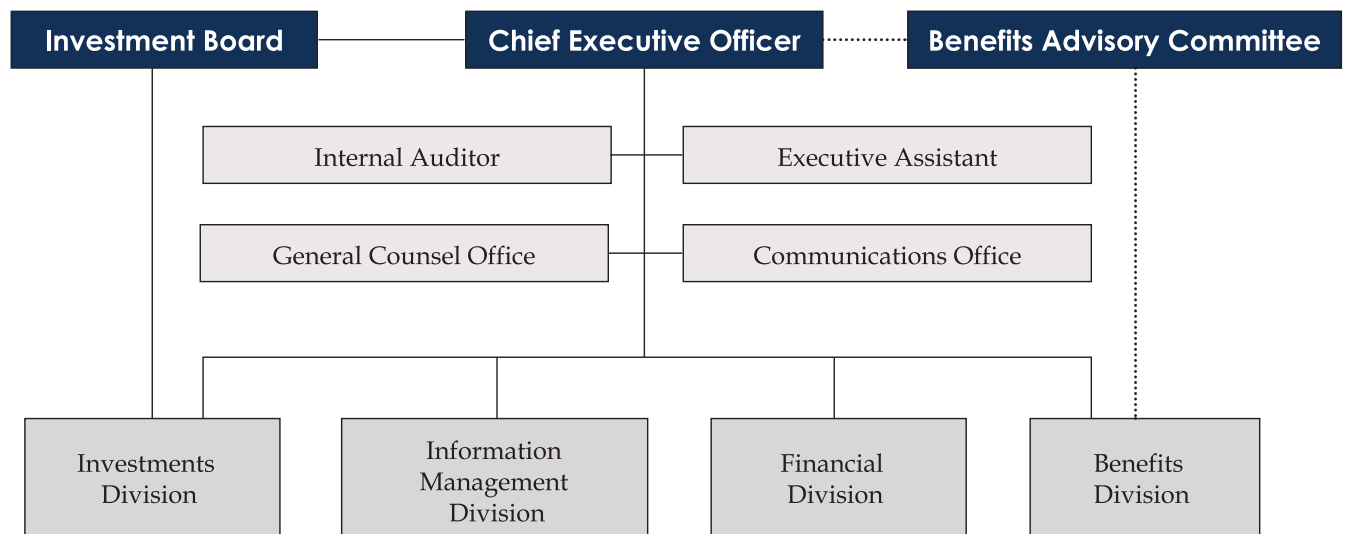 Investment Board
Chief Executive Officer
Benefits Advisory Committee
Internal Auditor
Executive Assistant
General Counsel Office
Communications Office
Investments
Division
Information
Management
Division
Financial
Division
Benefits
Division